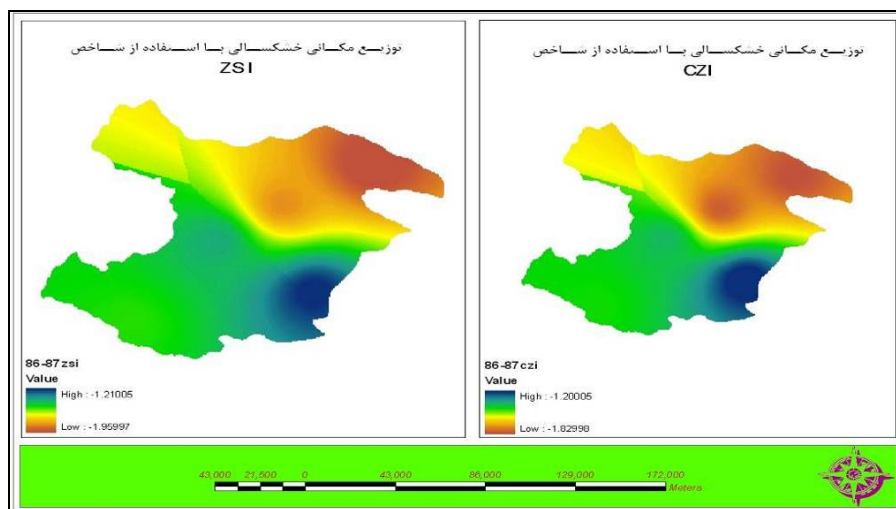 توزیع مکانی خشکسالی با استفاده از شاخص
ZSI
86-87zsi
Value
High : -1.21005
Low : -1.95997
توزیع مکانی خشکسالی با استفاده از شاخص
CZI
86-87czi
Value
High : -1.20005
Low : -1.82998
43,000 21,500 0 43,000 86,000 129,000 172,000
Meters